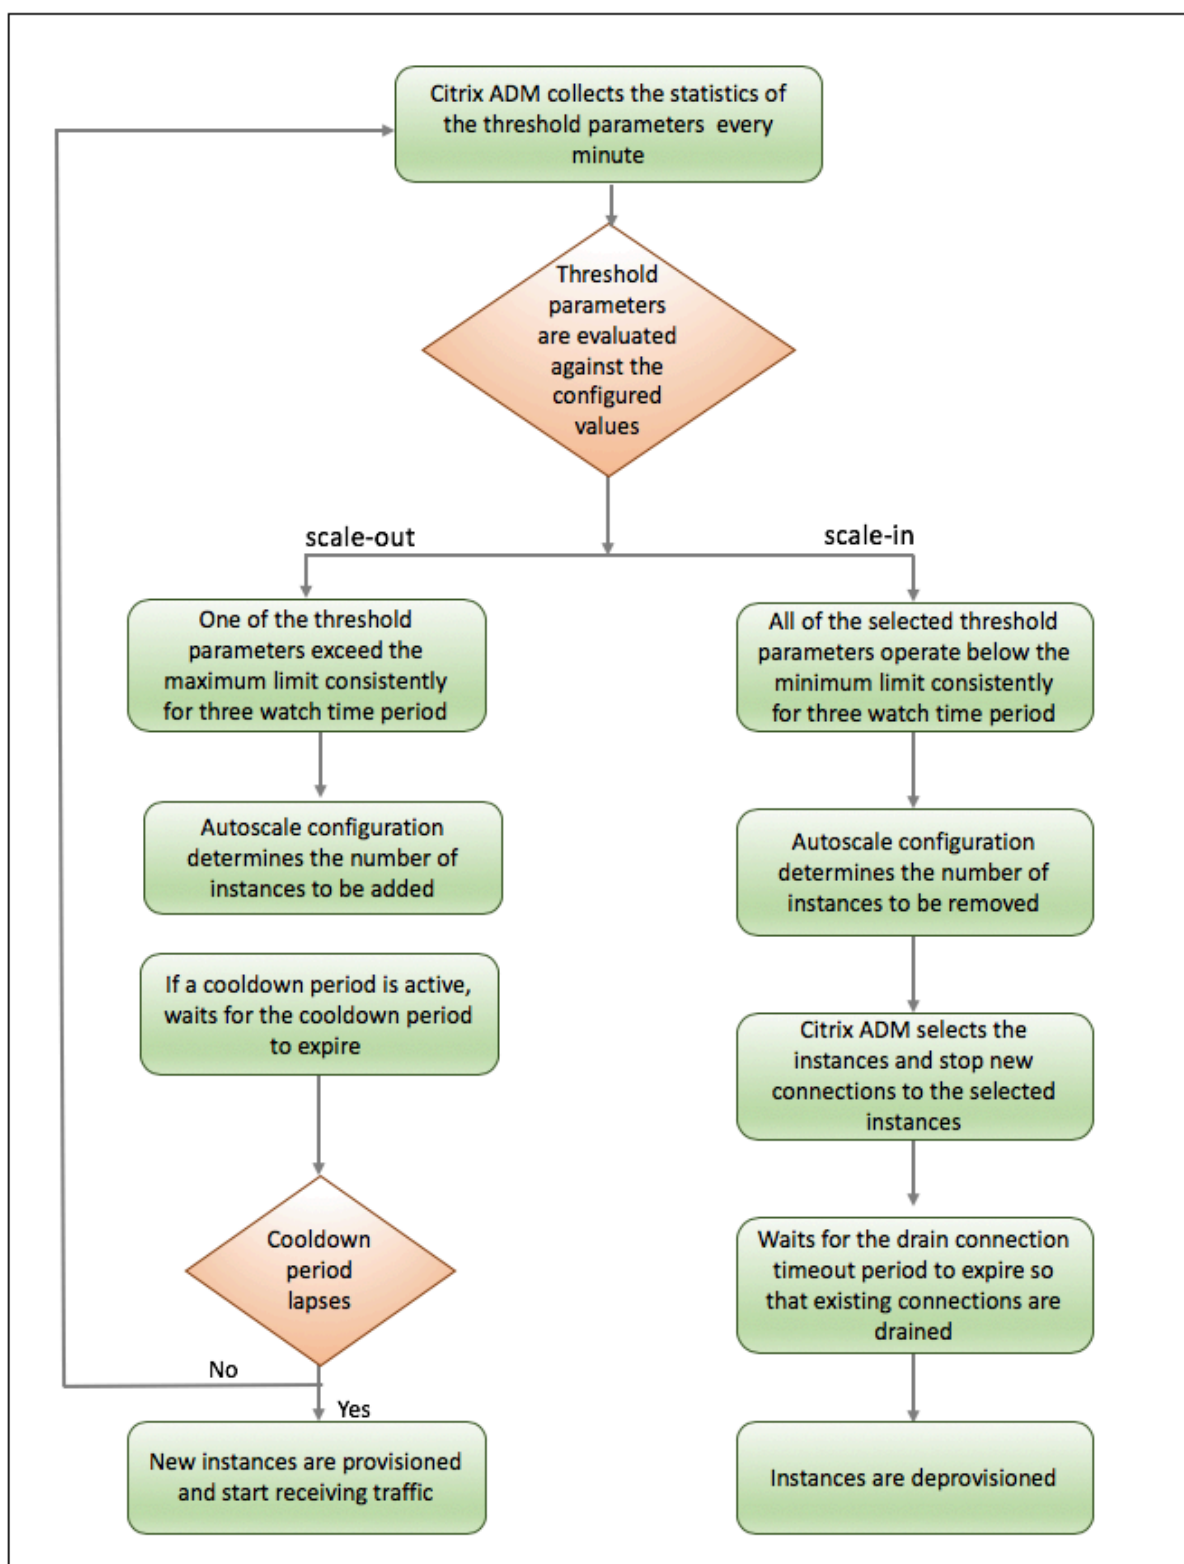 Citrix ADM collects the statistics of
the threshold parameters every
minute
Threshold
parameters
are evaluated
against the
configured
values
scale-out
scale-in
One of the threshold
parameters exceed the
maximum limit consistently
for three watch time period
Autoscale configuration
determines the number of
instances to be added
If a cooldown period is active,
waits for the cooldown period
to expire
Cooldown
period
lapses
No
Yes
New instances are provisioned
and start receiving traffic
All of the selected threshold
parameters operate below the
minimum limit consistently
for three watch time period
Autoscale configuration
determines the number of
instances to be removed
Citrix ADM selects the
instances and stop new
connections to the selected
instances
Waits for the drain connection
timeout period to expire so
that existing connections are
drained
Instances are deprovisioned